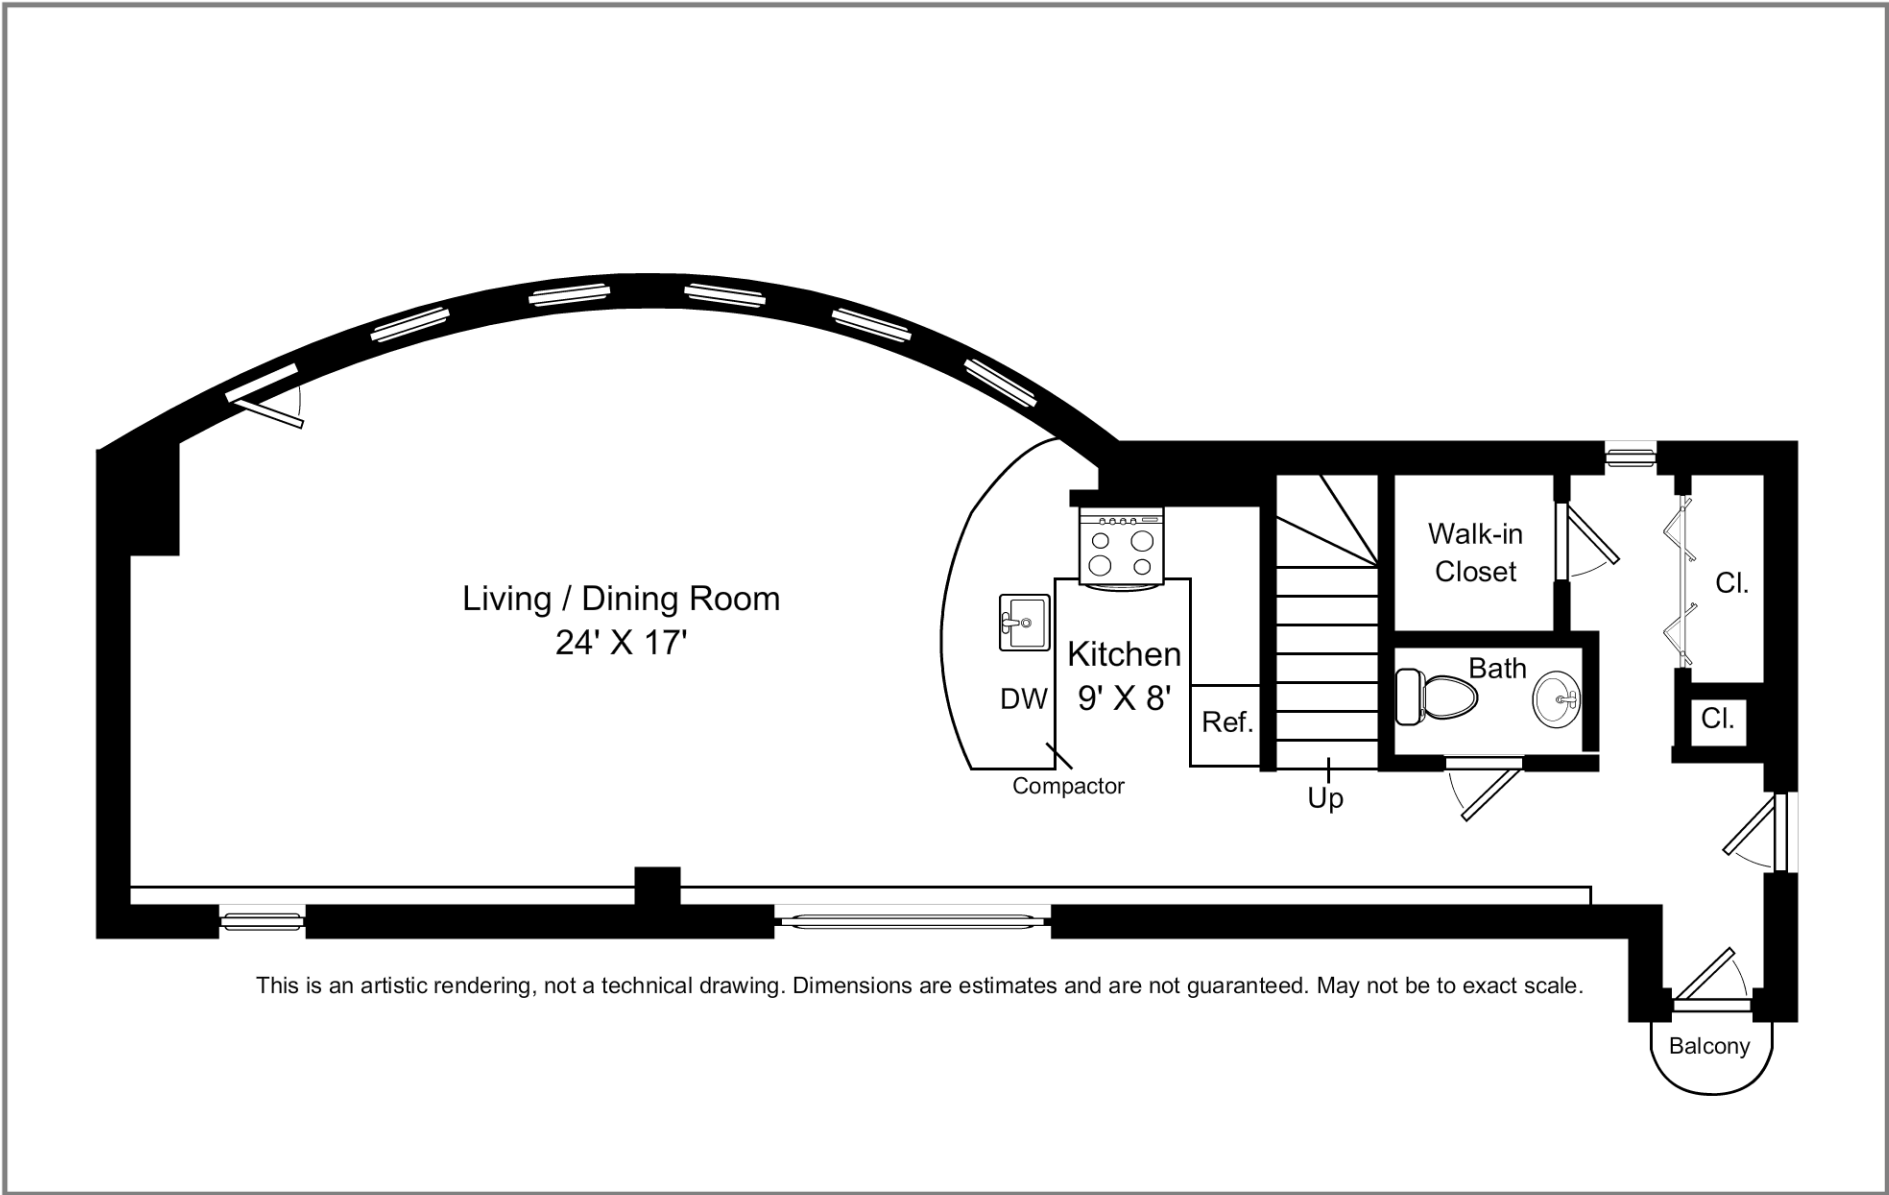 Walk-in
Closet
Cl.
Living / Dining Room
24' X 17'
Kitchen
9' X 8'
Bath
DW
Ref.
Cl.
Compactor
Up
This is an artistic rendering, not a technical drawing. Dimensions are estimates and are not guaranteed. May not be to exact scale.
Balcony